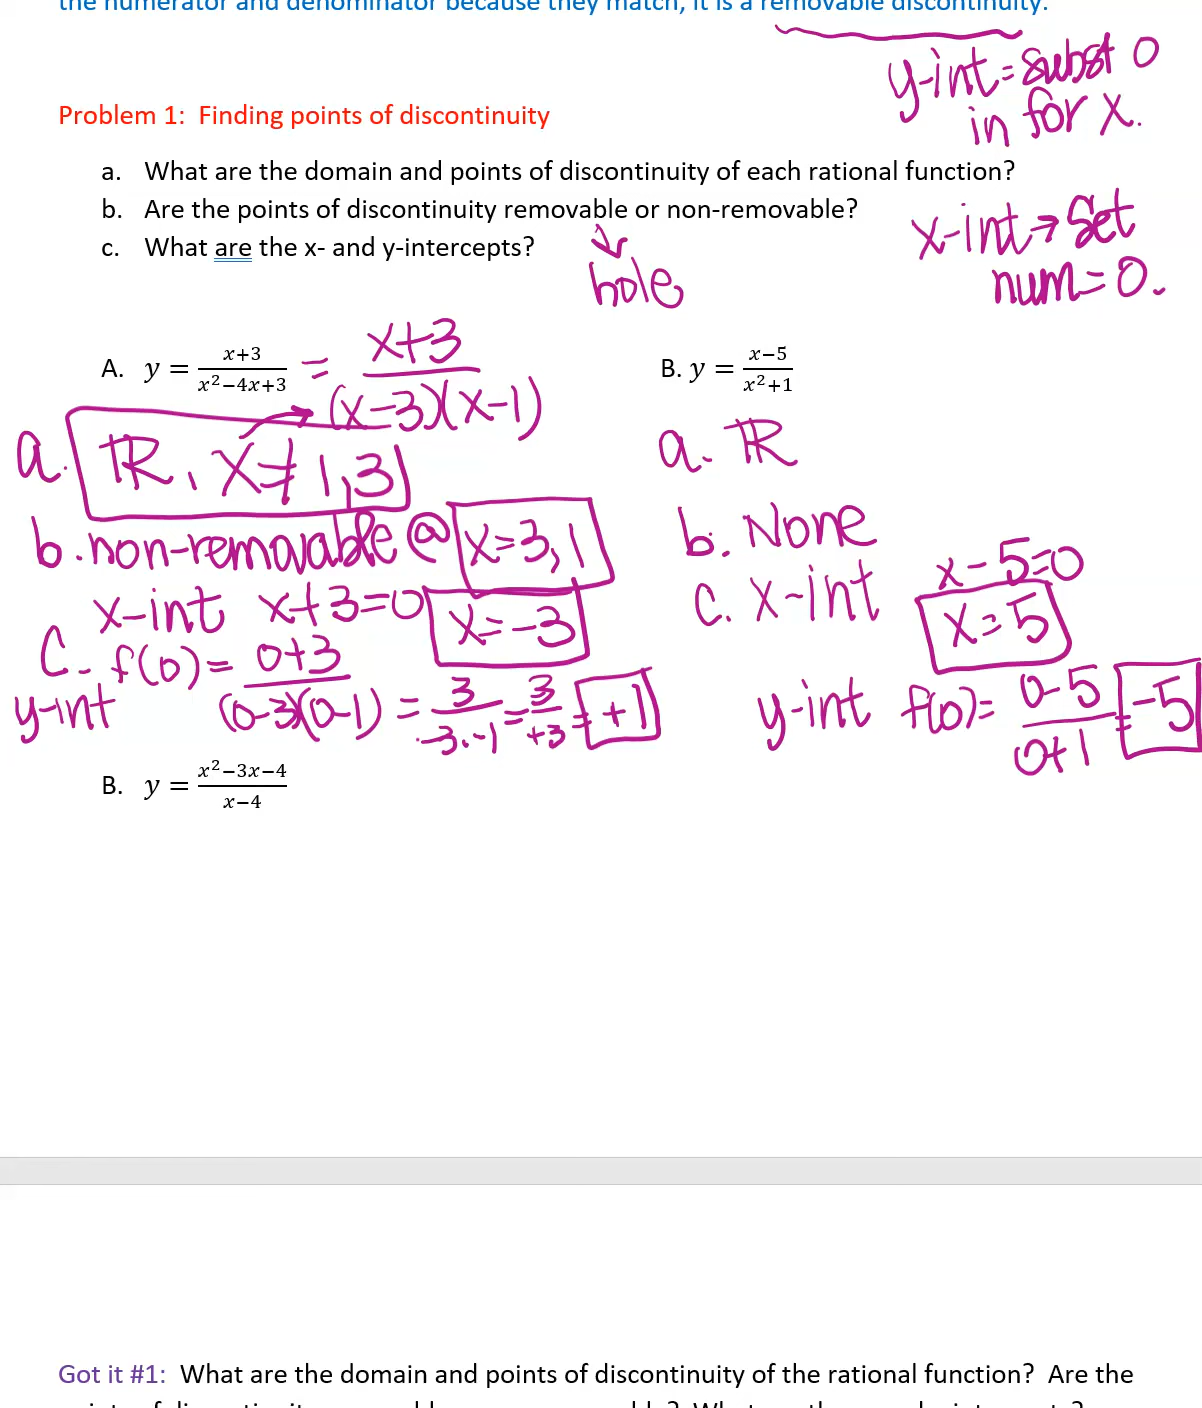 the numerator and denominator because they match, it is a removable discontinuity.
y-int = subst 0
in for x.
Problem 1: Finding points of discontinuity
a. What are the domain and points of discontinuity of each rational function?
b. Are the points of discontinuity removable or non-removable?
c. What are the x- and y-intercepts?
hole
x-int → Set
num = 0.
A. y = (x+3)/(x²−4x+3) = (x+3)/((x-3)(x-1))
a. ℝ, x ≠ 1,3
b. non-removable @ x=3, 1
C. x-int x+3=0 x=-3
y-int f(0) = (0+3)/((0-3)(0-1)) = 3/(-3·-1) = 3/+3 = +1
B. y = (x−5)/(x²+1)
a. ℝ
b. None
C. x-int x-5=0
x=5
y-int f(0)= (0-5)/(0+1) = -5
B. y = (x²−3x−4)/(x−4)
Got it #1: What are the domain and points of discontinuity of the rational function? Are the